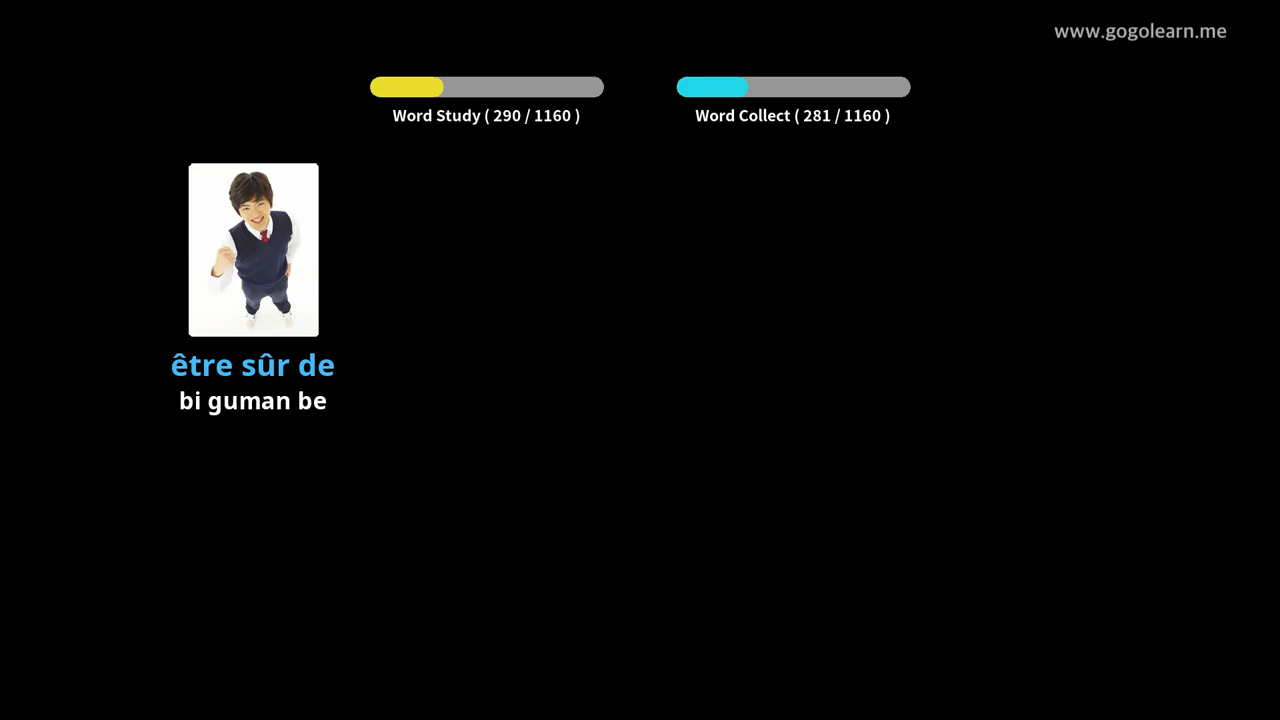 www.gogolearn.me
Word Study ( 290 / 1160 )
Word Collect ( 281 / 1160 )
être sûr de
bi guman be